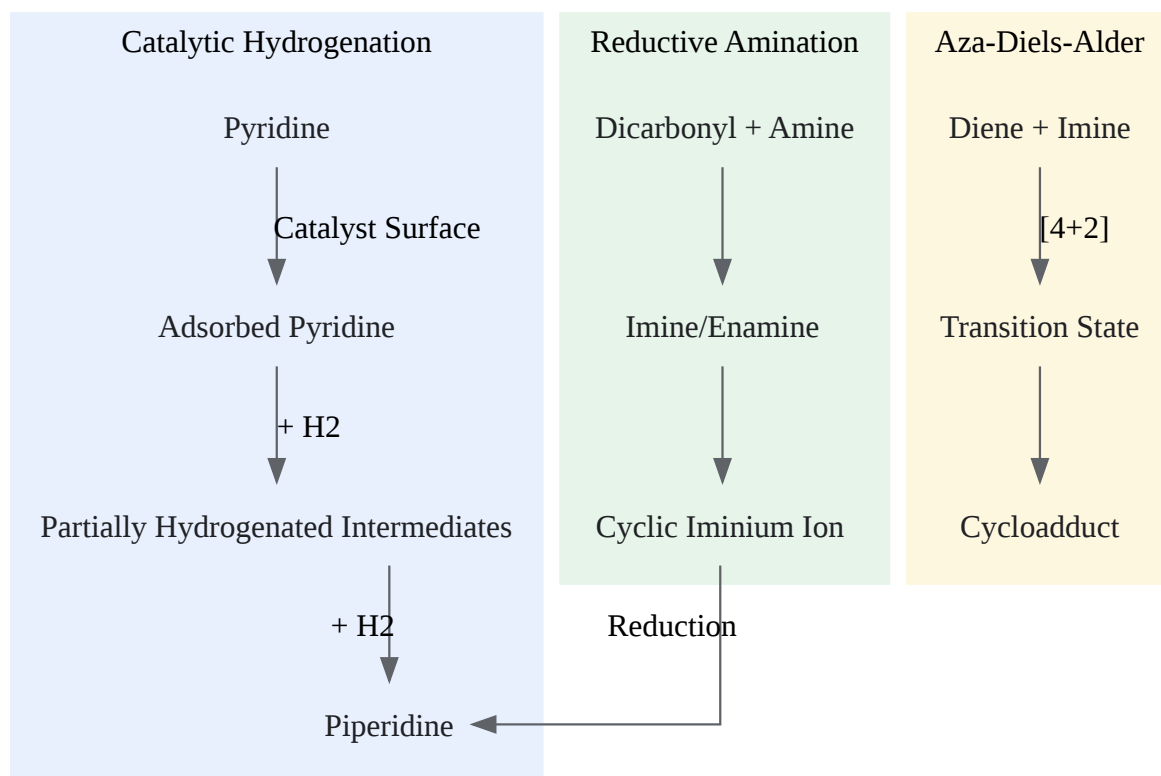 Catalytic Hydrogenation
Pyridine
Catalyst Surface
Adsorbed Pyridine
+ H2
Partially Hydrogenated Intermediates
+ H2
Piperidine
Reductive Amination
Dicarbonyl + Amine
Imine/Enamine
Cyclic Iminium Ion
Reduction
Aza-Diels-Alder
Diene + Imine
[4+2]
Transition State
Cycloadduct